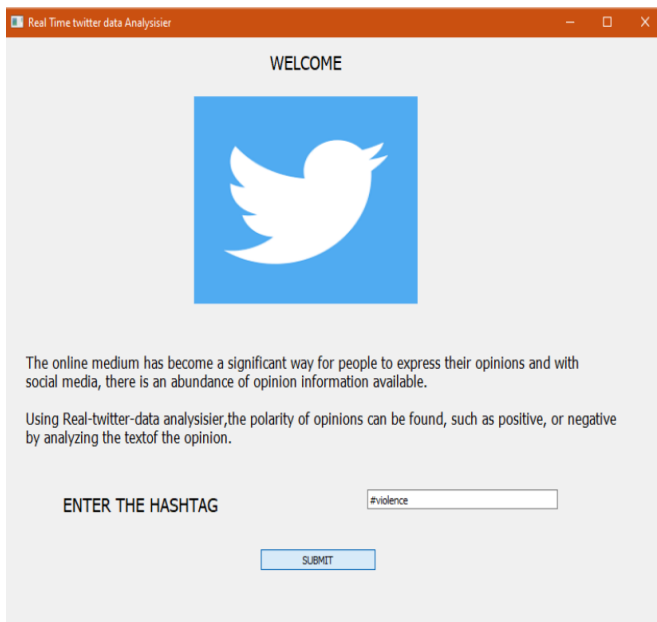 Real Time twitter data Analysisier
WELCOME
The online medium has become a significant way for people to express their opinions and with
social media, there is an abundance of opinion information available.
Using Real-twitter-data analysisier,the polarity of opinions can be found, such as positive, or negative
by analyzing the textof the opinion.
ENTER THE HASHTAG
#violence
SUBMIT